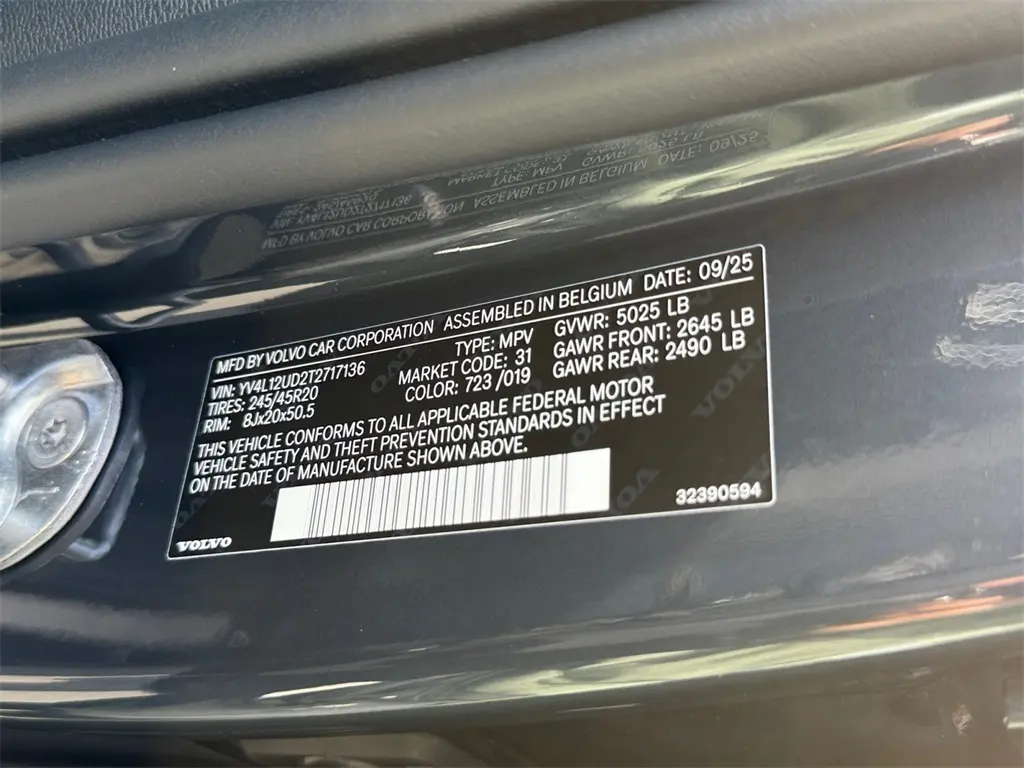 MFD BY VOLVO CAR CORPORATION ASSEMBLED IN BELGIUM DATE: 09/25
VIN: YV4L12UD2T2717136 TYPE: MPV GVWR: 5025 LB
TIRES: 245/45R20 MARKET CODE: 31 GAWR FRONT: 2645 LB
RIM: 8Jx20x50.5 COLOR: 723 /019 GAWR REAR: 2490 LB
THIS VEHICLE CONFORMS TO ALL APPLICABLE FEDERAL MOTOR
VEHICLE SAFETY AND THEFT PREVENTION STANDARDS IN EFFECT
ON THE DATE OF MANUFACTURE SHOWN ABOVE.
VOLVO
32390594